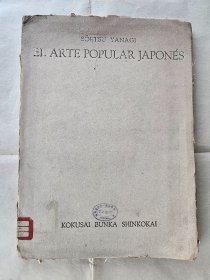 SÔETSU YANAGI
EL ARTE POPULAR JAPONÉS
KOKUSAI BUNKA SHINKOKAI